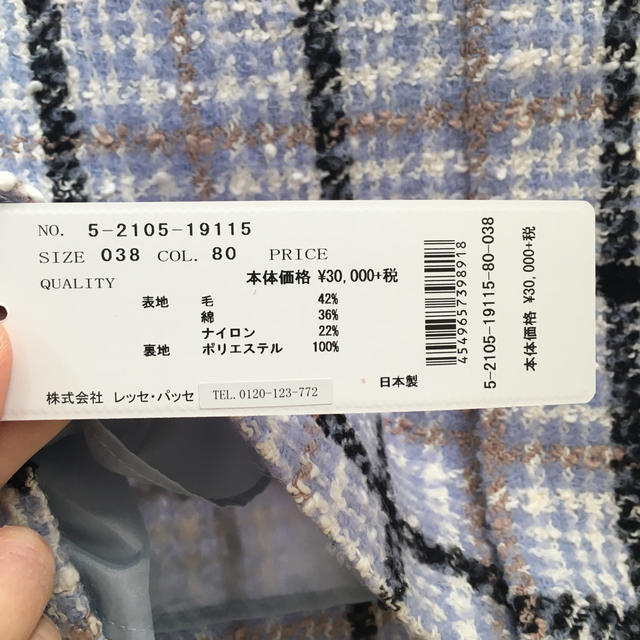 NO. 5-2105-19115
SIZE 038 COL. 80 PRICE
QUALITY 本体価格 ¥30,000+税
表地 毛 42%
綿 36%
ナイロン 22%
裏地 ポリエステル 100%
株式会社 レッセ・パッセ TEL. 0120-123-772
日本製
4549657398918
5-2105-19115-80-038
本体価格 ¥30,000+税